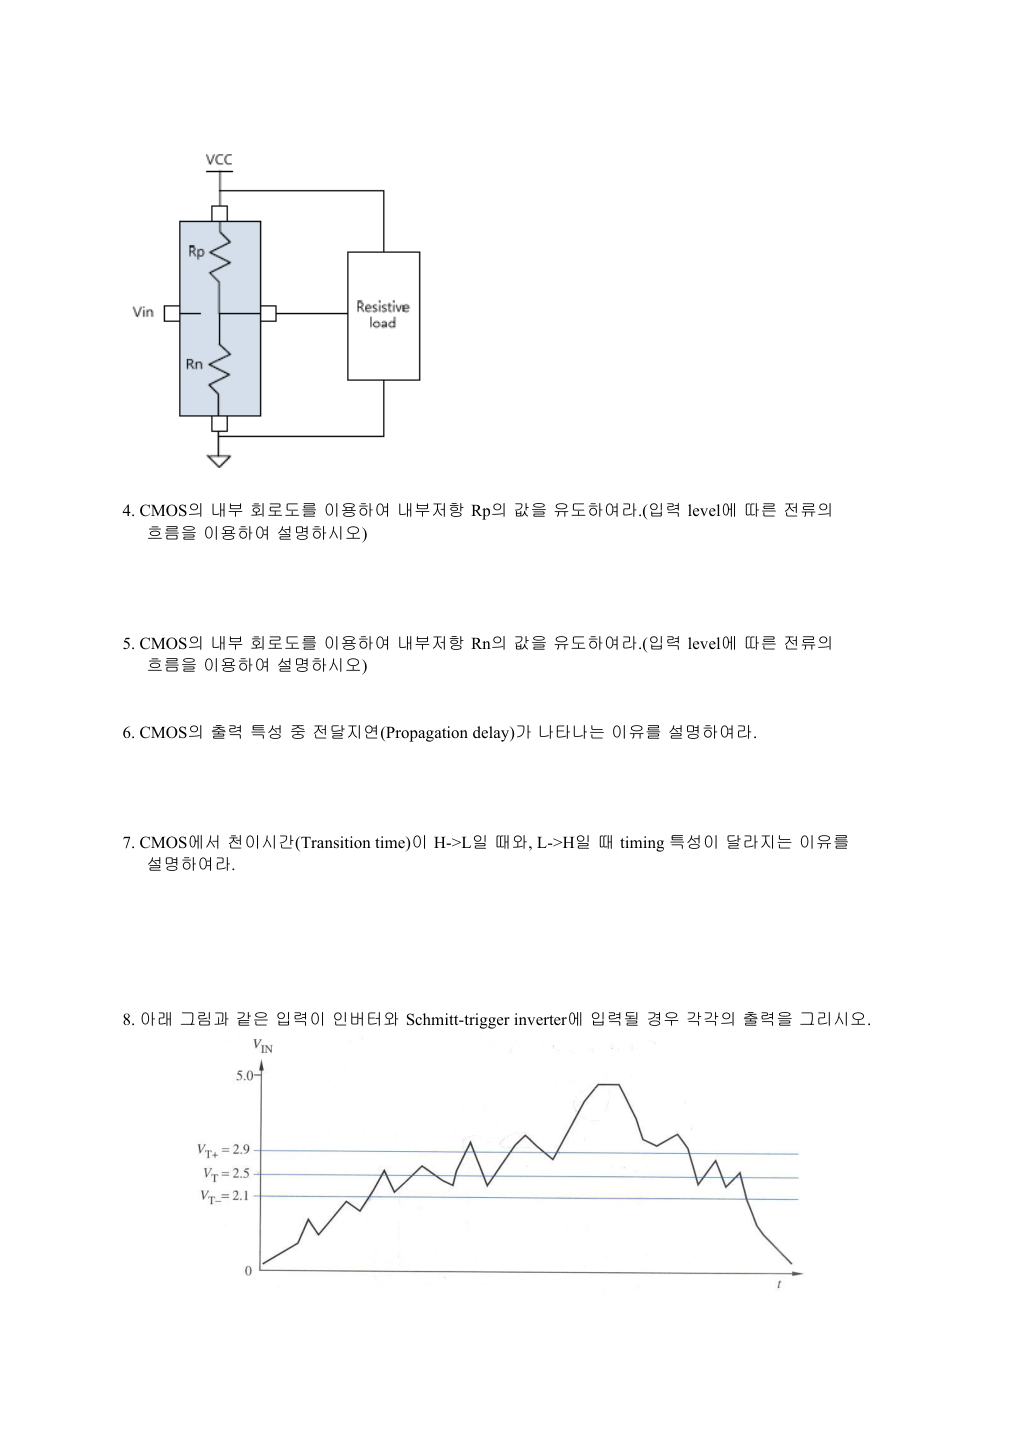 VCC
Rp
Vin
Resistive
load
Rn
4. CMOS의 내부 회로도를 이용하여 내부저항 Rp의 값을 유도하여라.(입력 level에 따른 전류의
흐름을 이용하여 설명하시오)
5. CMOS의 내부 회로도를 이용하여 내부저항 Rn의 값을 유도하여라.(입력 level에 따른 전류의
흐름을 이용하여 설명하시오)
6. CMOS의 출력 특성 중 전달지연(Propagation delay)가 나타나는 이유를 설명하여라.
7. CMOS에서 천이시간(Transition time)이 H->L일 때와, L->H일 때 timing 특성이 달라지는 이유를
설명하여라.
8. 아래 그림과 같은 입력이 인버터와 Schmitt-trigger inverter에 입력될 경우 각각의 출력을 그리시오.
VIN
5.0
VT+ = 2.9
VT = 2.5
VT– = 2.1
0
t